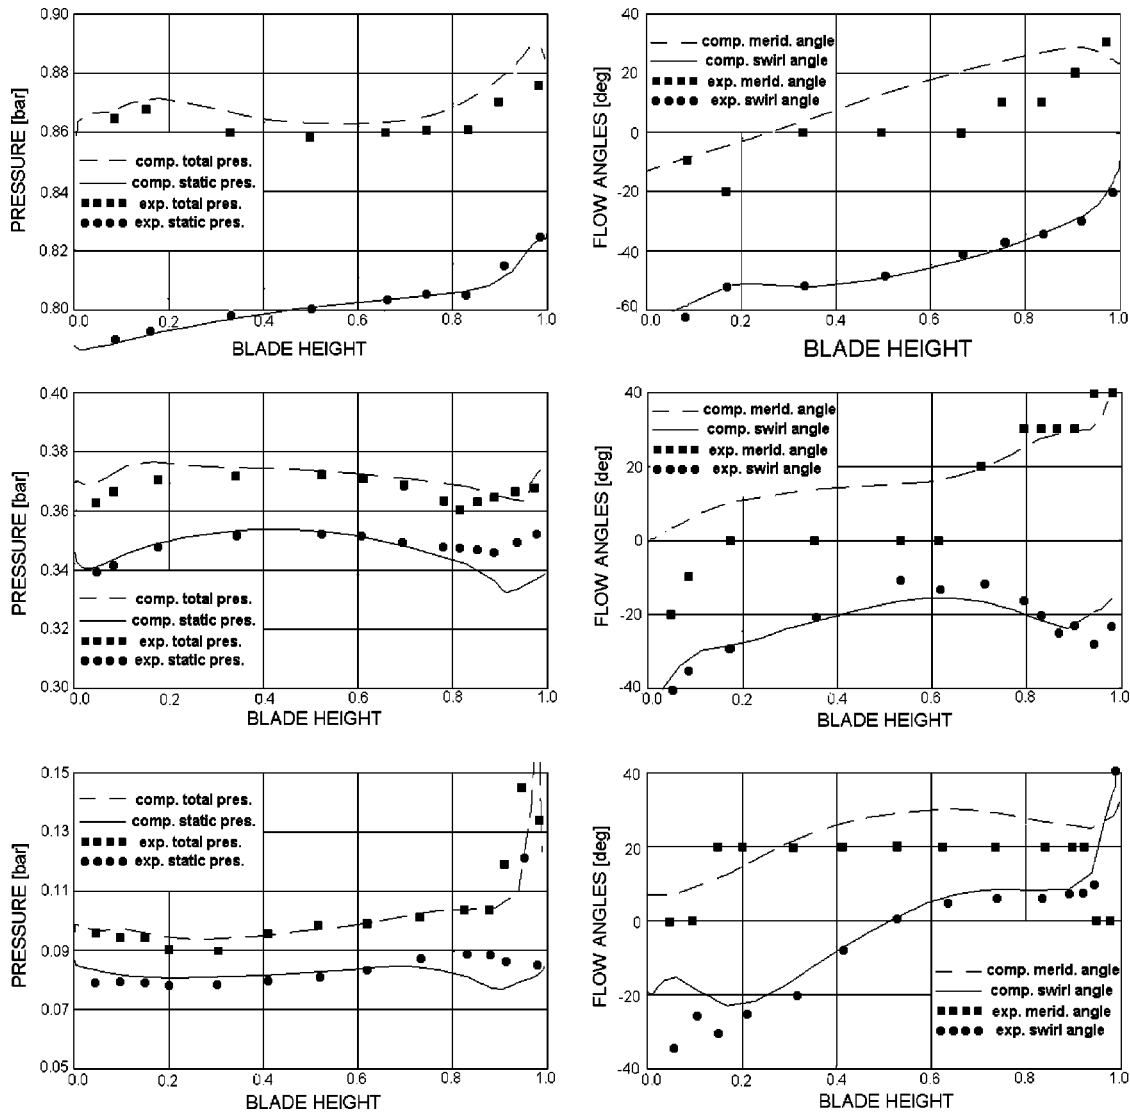 0.90
0.88
0.86
0.84
0.82
0.80
PRESSURE [bar]
comp. total pres.
comp. static pres.
exp. total pres.
exp. static pres.
0.0 0.2 0.4 0.6 0.8 1.0
BLADE HEIGHT
40
20
0
-20
-40
-60
FLOW ANGLES [deg]
comp. merid. angle
comp. swirl angle
exp. merid. angle
exp. swirl angle
0.0 0.2 0.4 0.6 0.8 1.0
BLADE HEIGHT
0.40
0.38
0.36
0.34
0.32
0.30
PRESSURE [bar]
comp. total pres.
comp. static pres.
exp. total pres.
exp. static pres.
0.0 0.2 0.4 0.6 0.8 1.0
BLADE HEIGHT
40
20
0
-20
-40
FLOW ANGLES [deg]
comp. merid. angle
comp. swirl angle
exp. merid. angle
exp. swirl angle
0.0 0.2 0.4 0.6 0.8 1.0
BLADE HEIGHT
0.15
0.13
0.11
0.09
0.07
0.05
PRESSURE [bar]
comp. total pres.
comp. static pres.
exp. total pres.
exp. static pres.
0.0 0.2 0.4 0.6 0.8 1.0
BLADE HEIGHT
40
20
0
-20
-40
FLOW ANGLES [deg]
comp. merid. angle
comp. swirl angle
exp. merid. angle
exp. swirl angle
0.0 0.2 0.4 0.6 0.8 1.0
BLADE HEIGHT